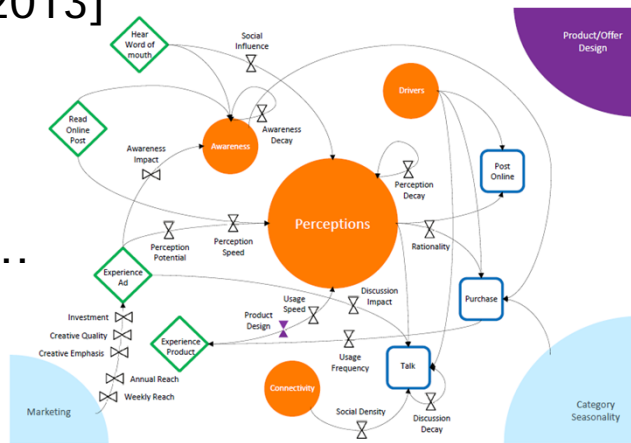 2013]
Hear
Word of
mouth
Social
Influence
Product/Offer
Design
Drivers
Read
Online
Post
Awareness
Awareness
Decay
Awareness
Impact
Post
Online
Perception
Decay
Perceptions
Rationality
Perception
Potential
Perception
Speed
...
Experience
Ad
Discussion
Impact
Usage
Speed
Purchase
Product
Design
Investment
Creative Quality
Creative Emphasis
Experience
Product
Usage
Frequency
Talk
Annual Reach
Weekly Reach
Connectivity
Marketing
Social Density
Discussion
Decay
Category
Seasonality